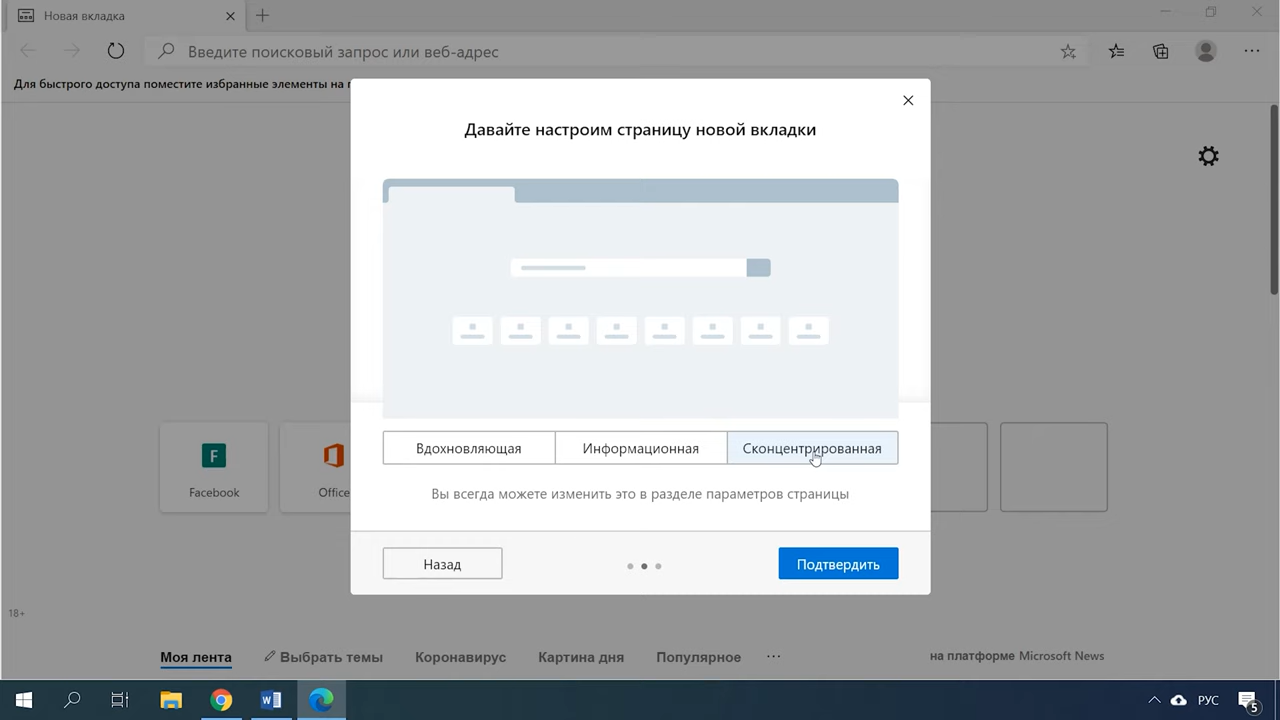 Новая вкладка
Введите поисковый запрос или веб-адрес
Для быстрого доступа поместите избранные элементы на
Давайте настроим страницу новой вкладки
Вдохновляющая
Информационная
Сконцентрированная
Facebook
Office
Вы всегда можете изменить это в разделе параметров страницы
Назад
Подтвердить
18+
Моя лента
Выбрать темы
Коронавирус
Картина дня
Популярное
...
на платформе Microsoft News
РУС
5